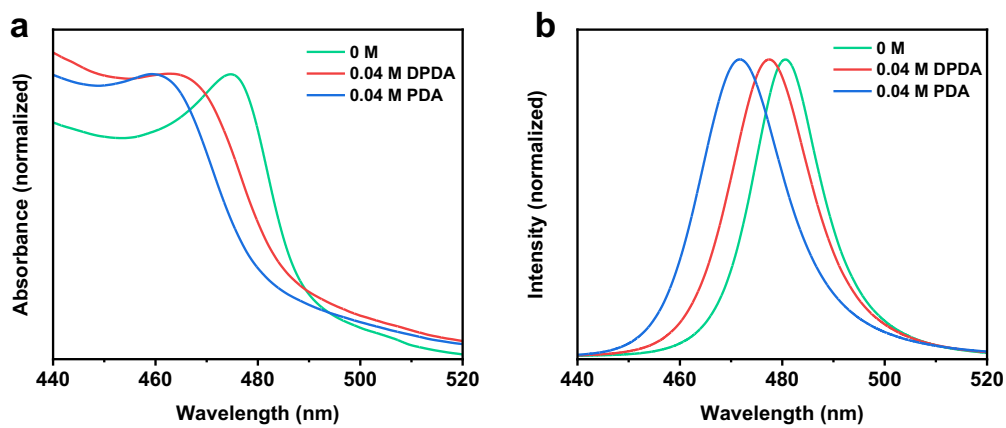 a
0 M
0.04 M DPDA
0.04 M PDA
Absorbance (normalized)
440 460 480 500 520
Wavelength (nm)
b
0 M
0.04 M DPDA
0.04 M PDA
Intensity (normalized)
440 460 480 500 520
Wavelength (nm)